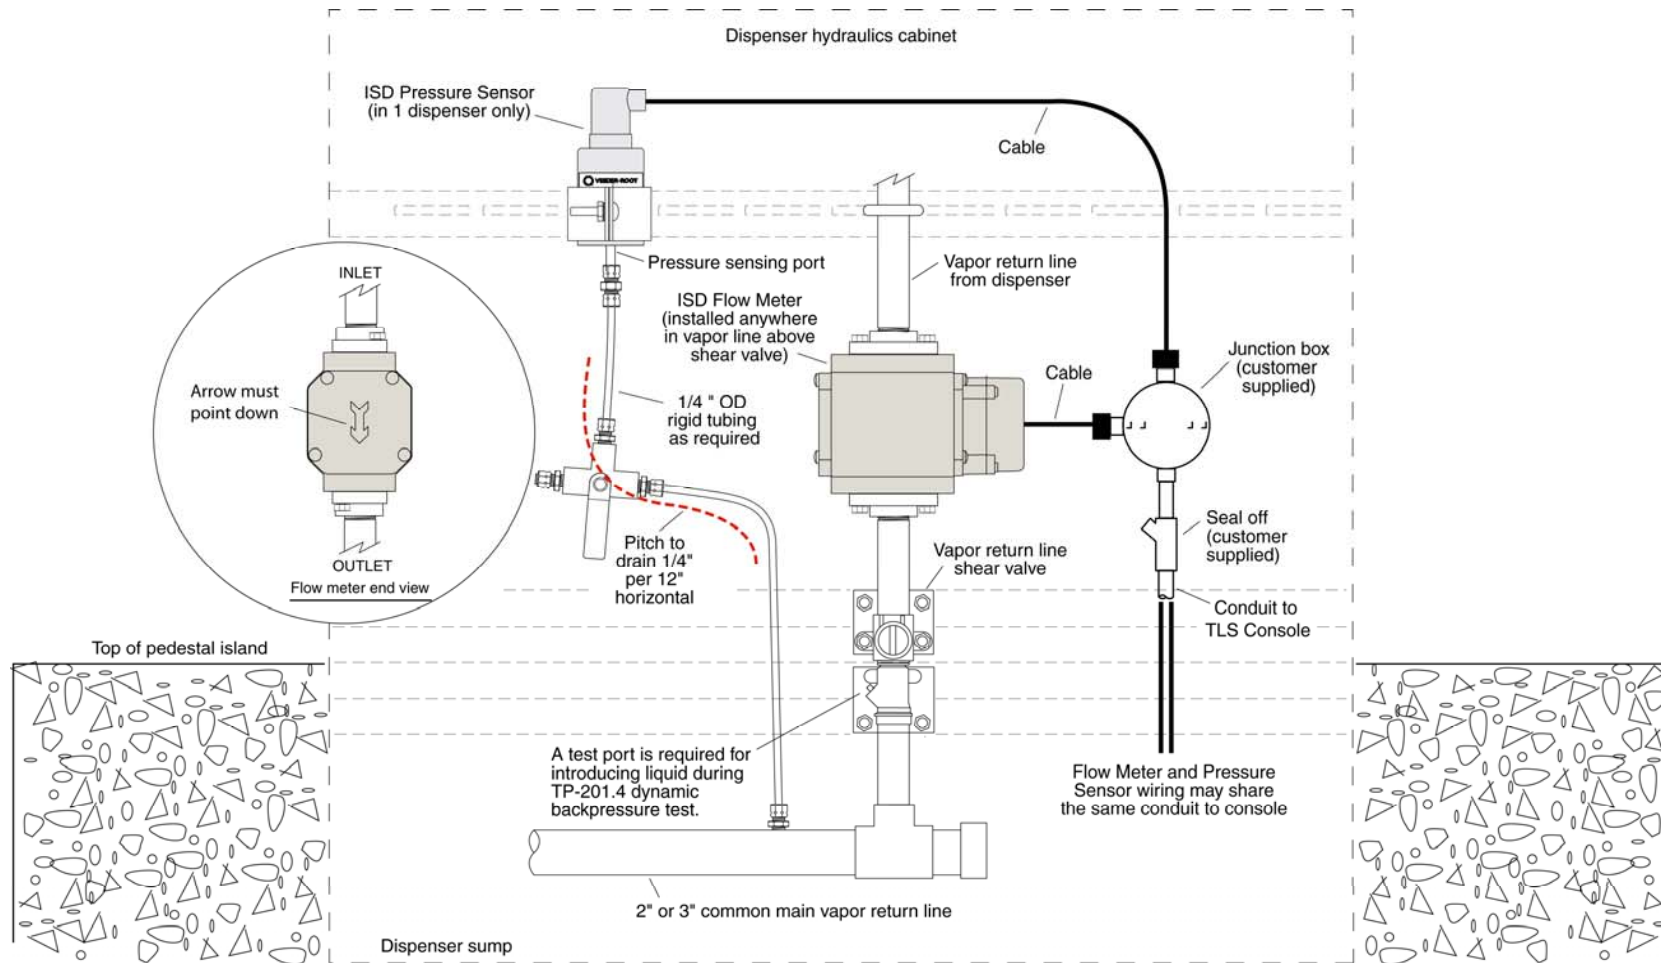 Dispenser hydraulics cabinet
ISD Pressure Sensor
(in 1 dispenser only)
Cable
VEEDER-ROOT
INLET
Pressure sensing port
Vapor return line
from dispenser
ISD Flow Meter
(installed anywhere
in vapor line above
shear valve)
Junction box
(customer
supplied)
Arrow must
point down
Cable
1/4 " OD
rigid tubing
as required
Seal off
(customer
supplied)
Pitch to
drain 1/4"
per 12"
horizontal
Vapor return line
shear valve
OUTLET
Flow meter end view
Conduit to
TLS Console
Top of pedestal island
A test port is required for
introducing liquid during
TP-201.4 dynamic
backpressure test.
Flow Meter and Pressure
Sensor wiring may share
the same conduit to console
2" or 3" common main vapor return line
Dispenser sump